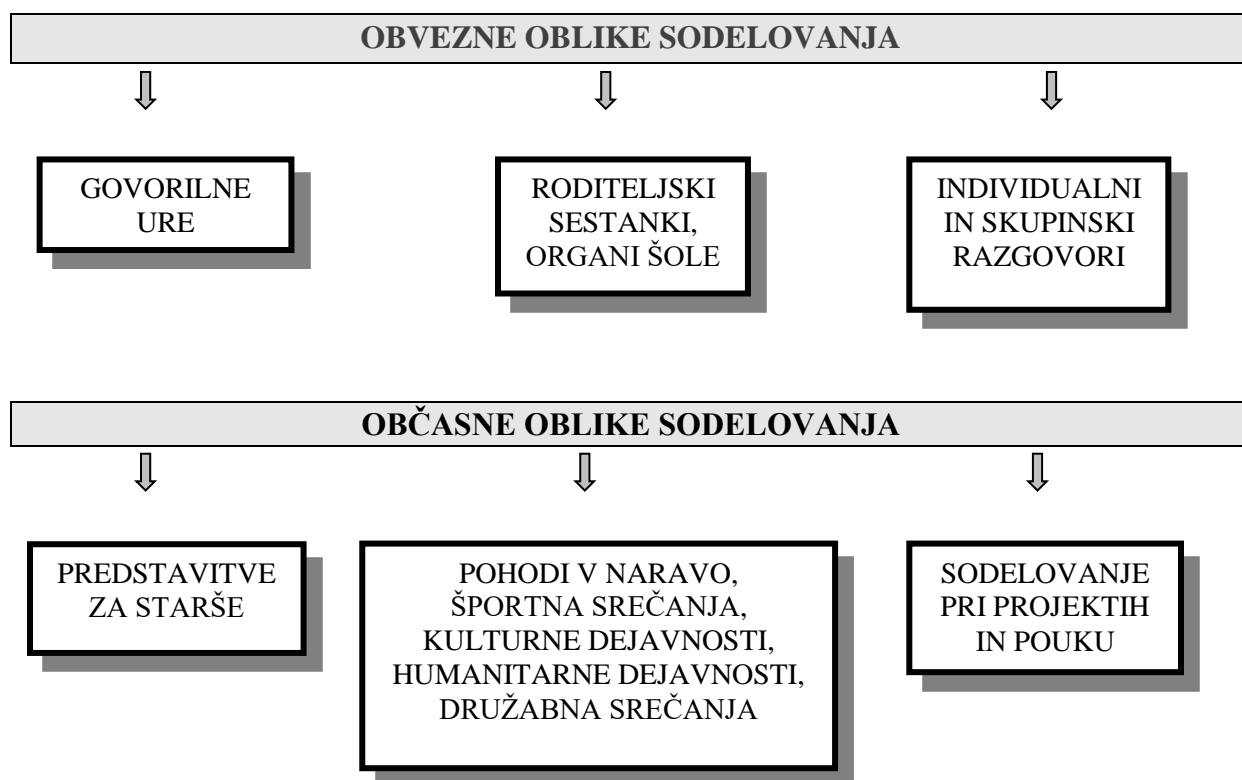 OBVEZNE OBLIKE SODELOVANJA
GOVORILNE
URE
RODITELJSKI
SESTANKI,
ORGANI ŠOLE
INDIVIDUALNI
IN SKUPINSKI
RAZGOVORI
OBČASNE OBLIKE SODELOVANJA
PREDSTAVITVE
ZA STARŠE
POHODI V NARAVO,
ŠPORTNA SREČANJA,
KULTURNE DEJAVNOSTI,
HUMANITARNE DEJAVNOSTI,
DRUŽABNA SREČANJA
SODELOVANJE
PRI PROJEKTIH
IN POUKU